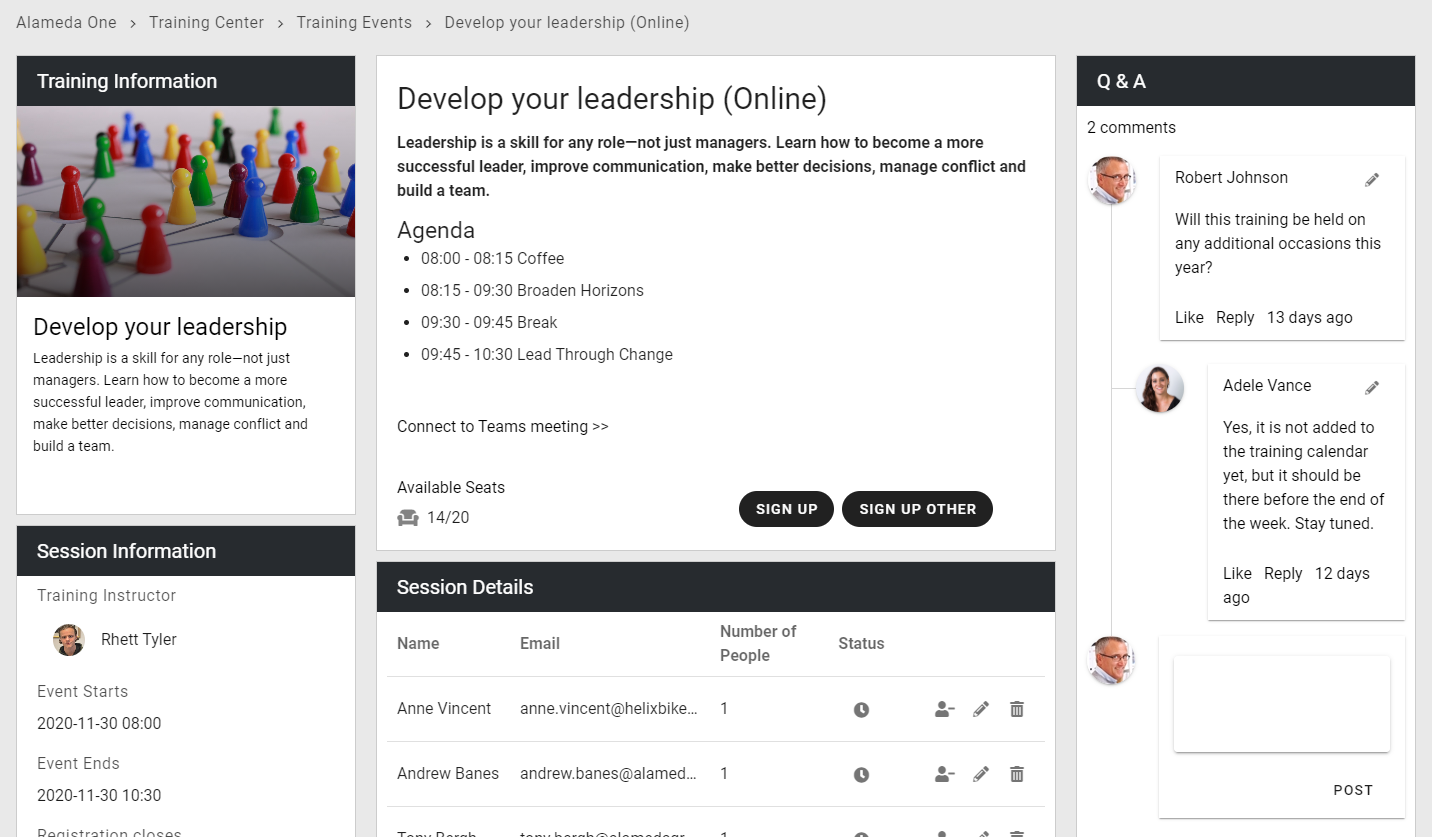 Alameda One > Training Center > Training Events > Develop your leadership (Online)
Training Information
Develop your leadership
Leadership is a skill for any role—not just
managers. Learn how to become a more
successful leader, improve communication,
make better decisions, manage conflict and
build a team.
Session Information
Training Instructor
Rhett Tyler
Event Starts
2020-11-30 08:00
Event Ends
2020-11-30 10:30
Registration closes
Develop your leadership (Online)
Leadership is a skill for any role—not just managers. Learn how to become a more
successful leader, improve communication, make better decisions, manage conflict and
build a team.
Agenda
• 08:00 - 08:15 Coffee
• 08:15 - 09:30 Broaden Horizons
• 09:30 - 09:45 Break
• 09:45 - 10:30 Lead Through Change
Connect to Teams meeting >>
Available Seats
14/20
SIGN UP SIGN UP OTHER
Session Details
Name Email Number of People Status
Anne Vincent anne.vincent@helixbike... 1
Andrew Banes andrew.banes@alamed... 1
Tony Bergh 1
Q & A
2 comments
Robert Johnson
Will this training be held on
any additional occasions this
year?
Like Reply 13 days ago
Adele Vance
Yes, it is not added to
the training calendar
yet, but it should be
there before the end of
the week. Stay tuned.
Like Reply 12 days
ago
POST